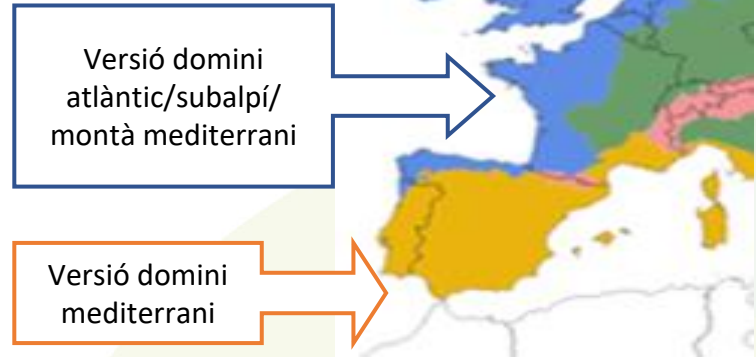 Versió domini
atlàntic/subalpí/
montà mediterrani
Versió domini
mediterrani